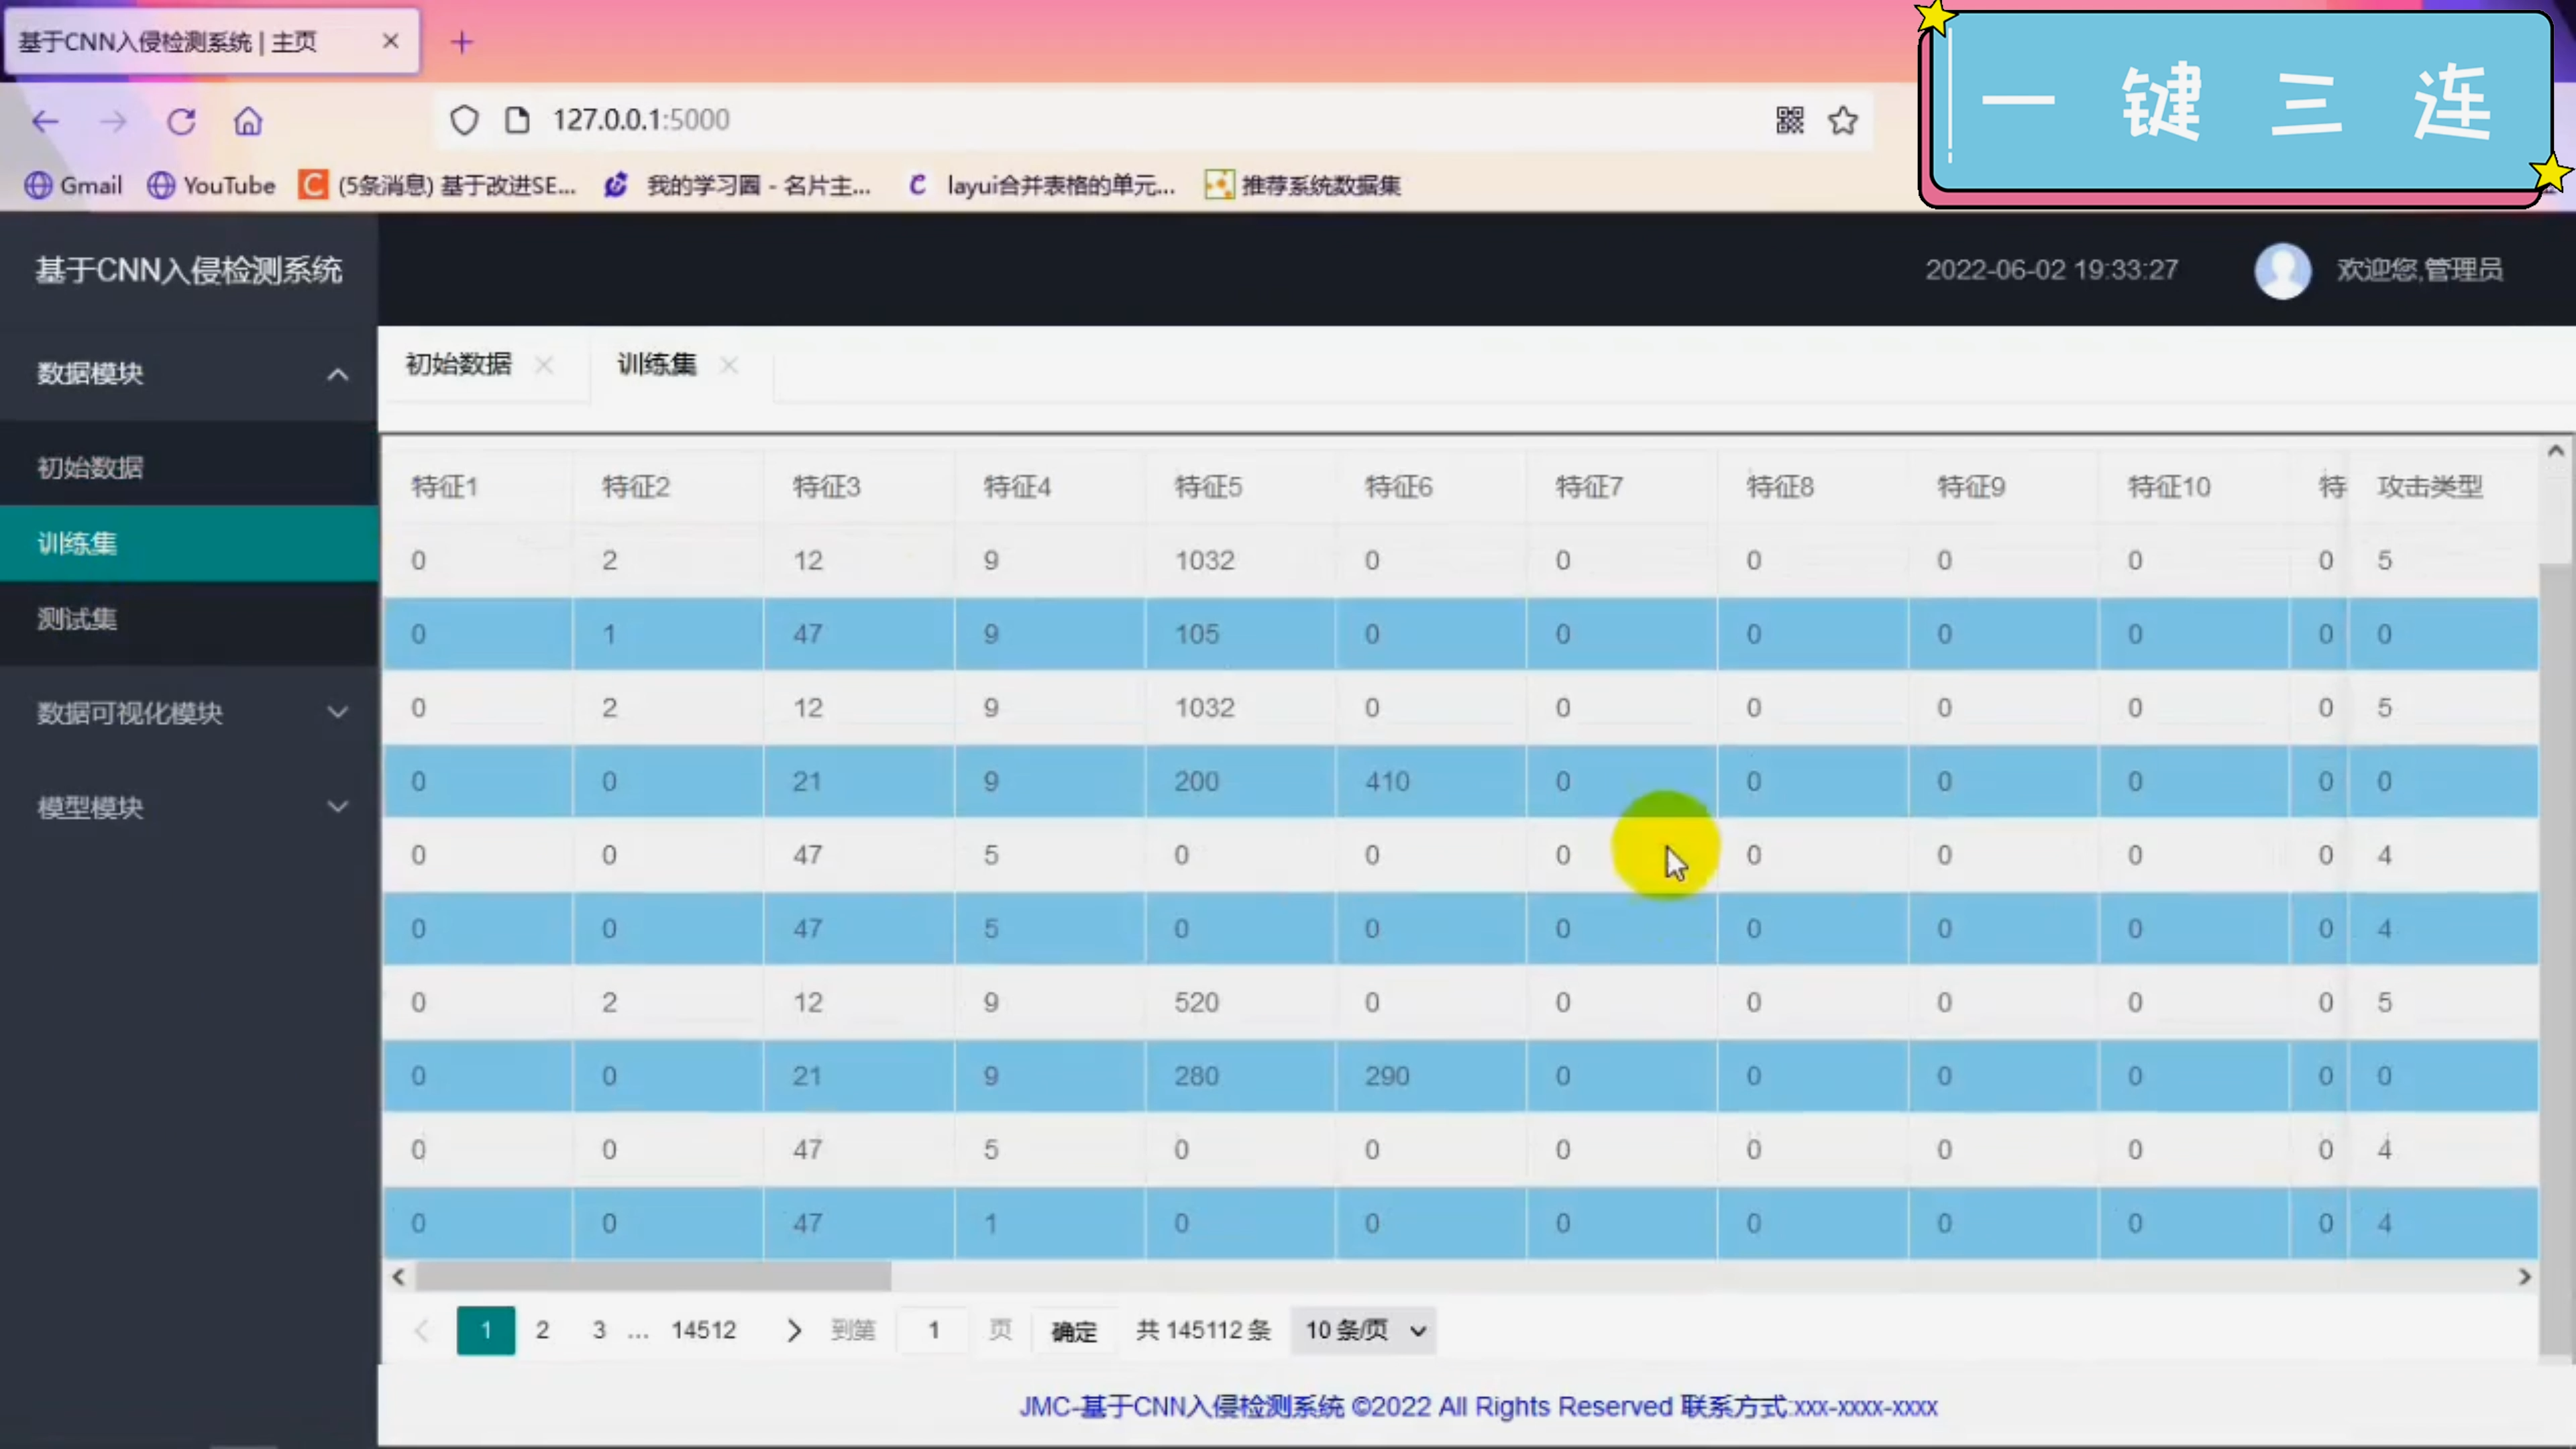 基于CNN入侵检测系统 | 主页
一 键 三 连
127.0.0.1:5000
Gmail YouTube (5条消息) 基于改进SE... 我的学习圈 - 名片主... layui合并表格的单元... 推荐系统数据集
基于CNN入侵检测系统 2022-06-02 19:33:27 欢迎您,管理员
数据模块
初始数据
训练集
测试集
数据可视化模块
模型模块
初始数据 训练集
特征1 特征2 特征3 特征4 特征5 特征6 特征7 特征8 特征9 特征10 特 攻击类型
0 2 12 9 1032 0 0 0 0 0 0 5
0 1 47 9 105 0 0 0 0 0 0 0
0 2 12 9 1032 0 0 0 0 0 0 5
0 0 21 9 200 410 0 0 0 0 0 0
0 0 47 5 0 0 0 0 0 0 0 4
0 0 47 5 0 0 0 0 0 0 0 4
0 2 12 9 520 0 0 0 0 0 0 5
0 0 21 9 280 290 0 0 0 0 0 0
0 0 47 5 0 0 0 0 0 0 0 4
0 0 47 1 0 0 0 0 0 0 0 4
1 2 3 ... 14512 到第 1 页 确定 共 145112 条 10 条/页
JMC-基于CNN入侵检测系统 ©2022 All Rights Reserved 联系方式:xxx-xxxx-xxxx